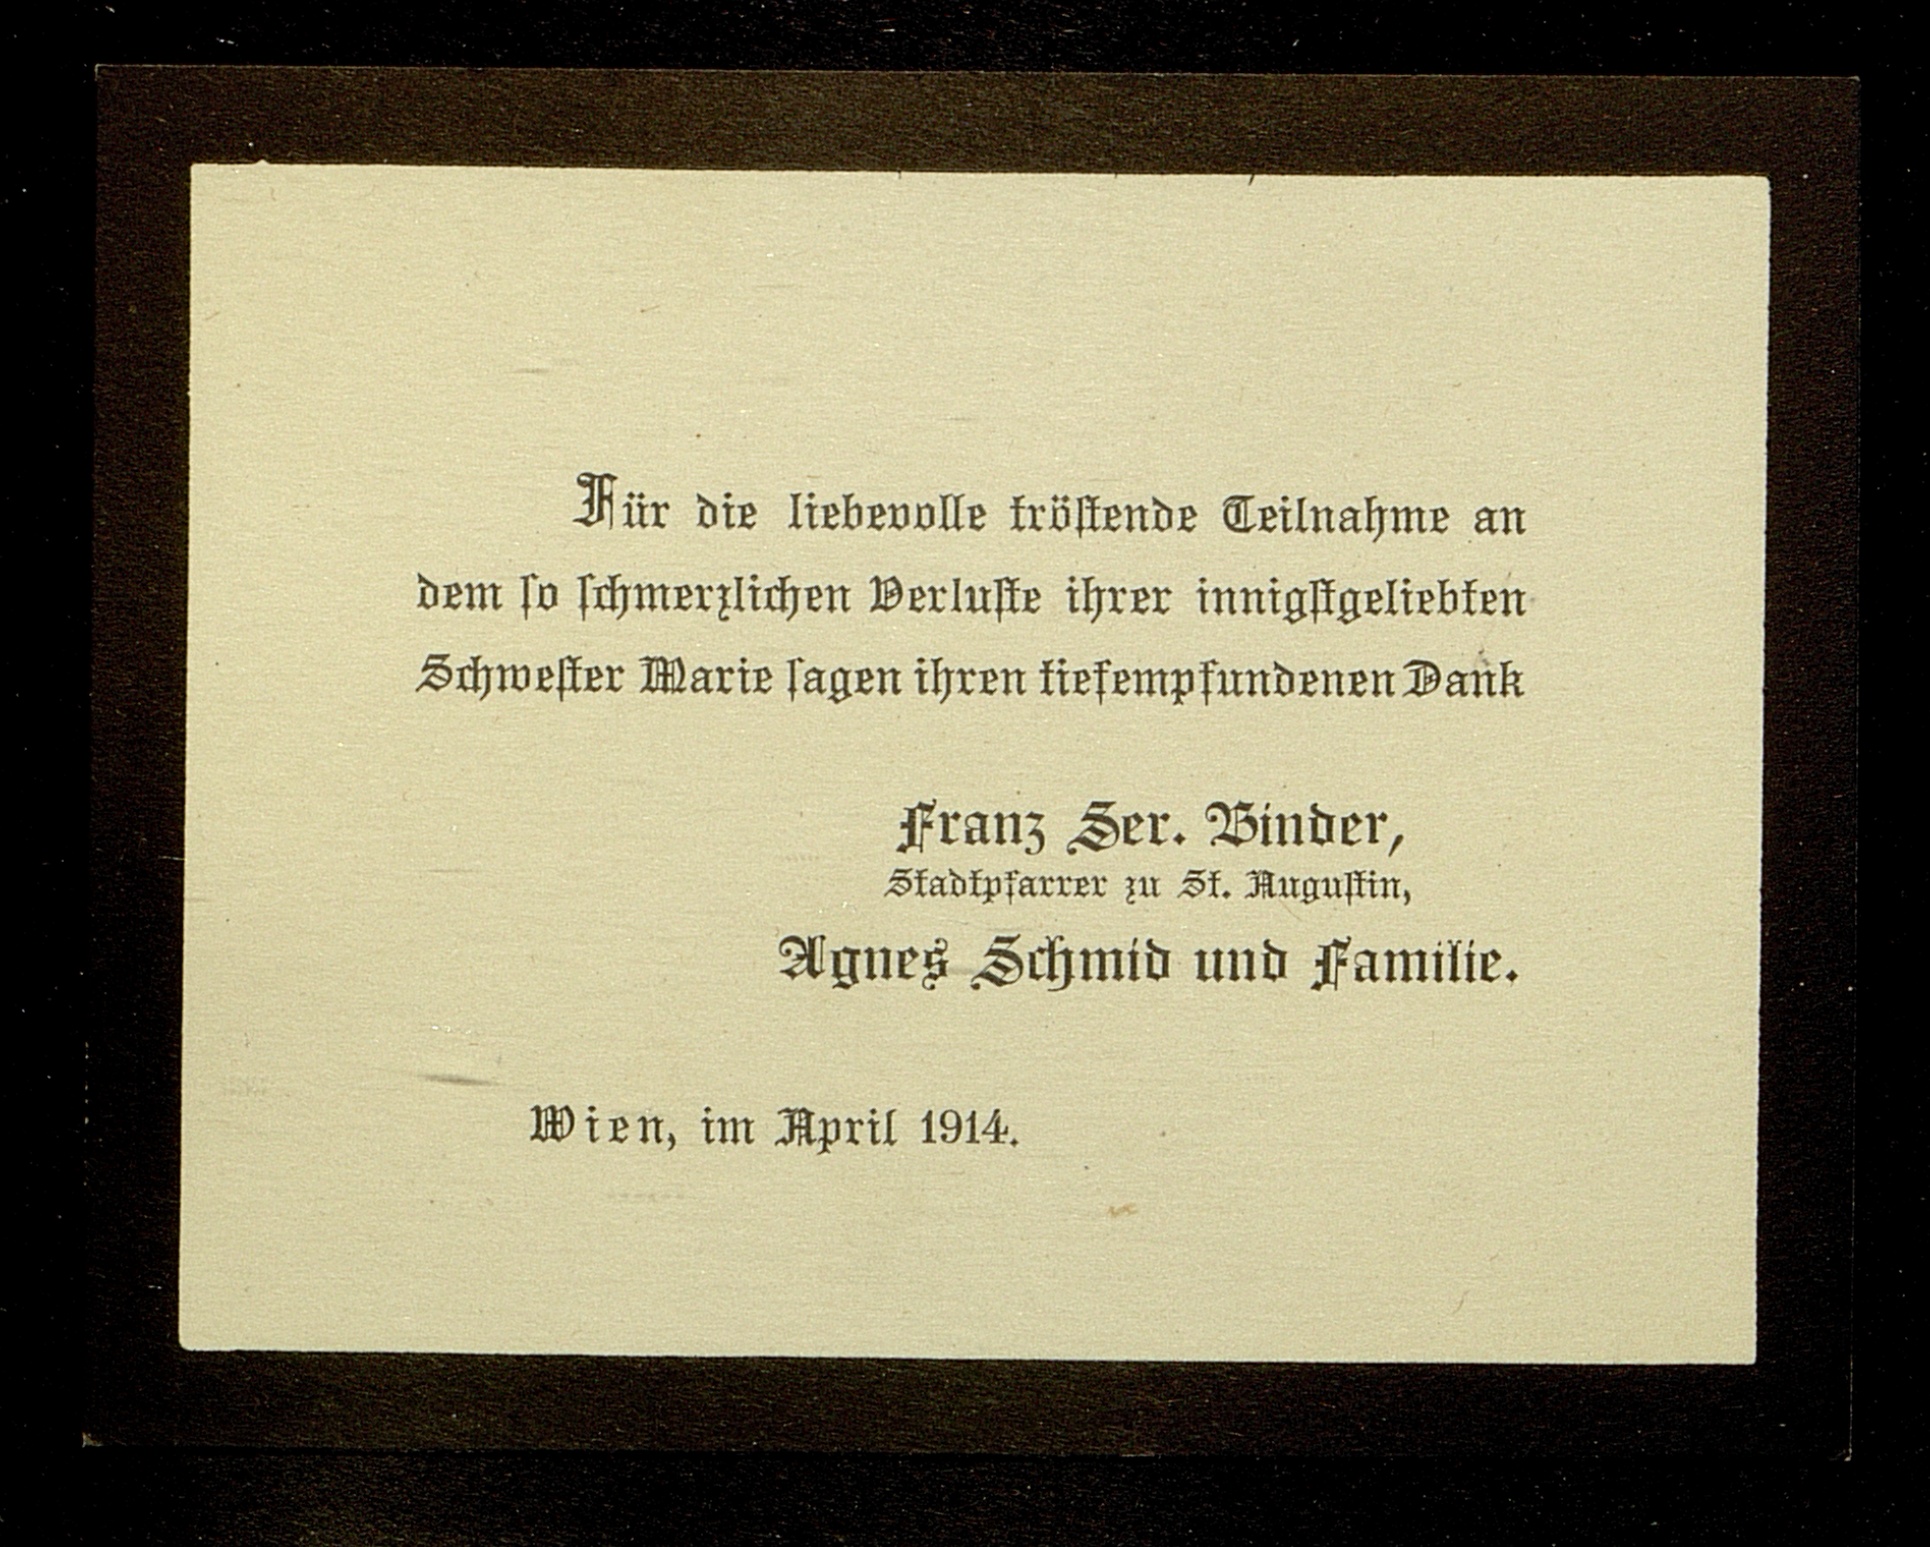 Für die liebevolle tröstende Teilnahme an
dem so schmerzlichen Verluste ihrer innigstgeliebten
Schwester Marie sagen ihren tiefempfundenen Dank
Franz Ser. Binder,
Stadtpfarrer zu St. Augustin,
Agnes Schmid und Familie.
Wien, im April 1914.